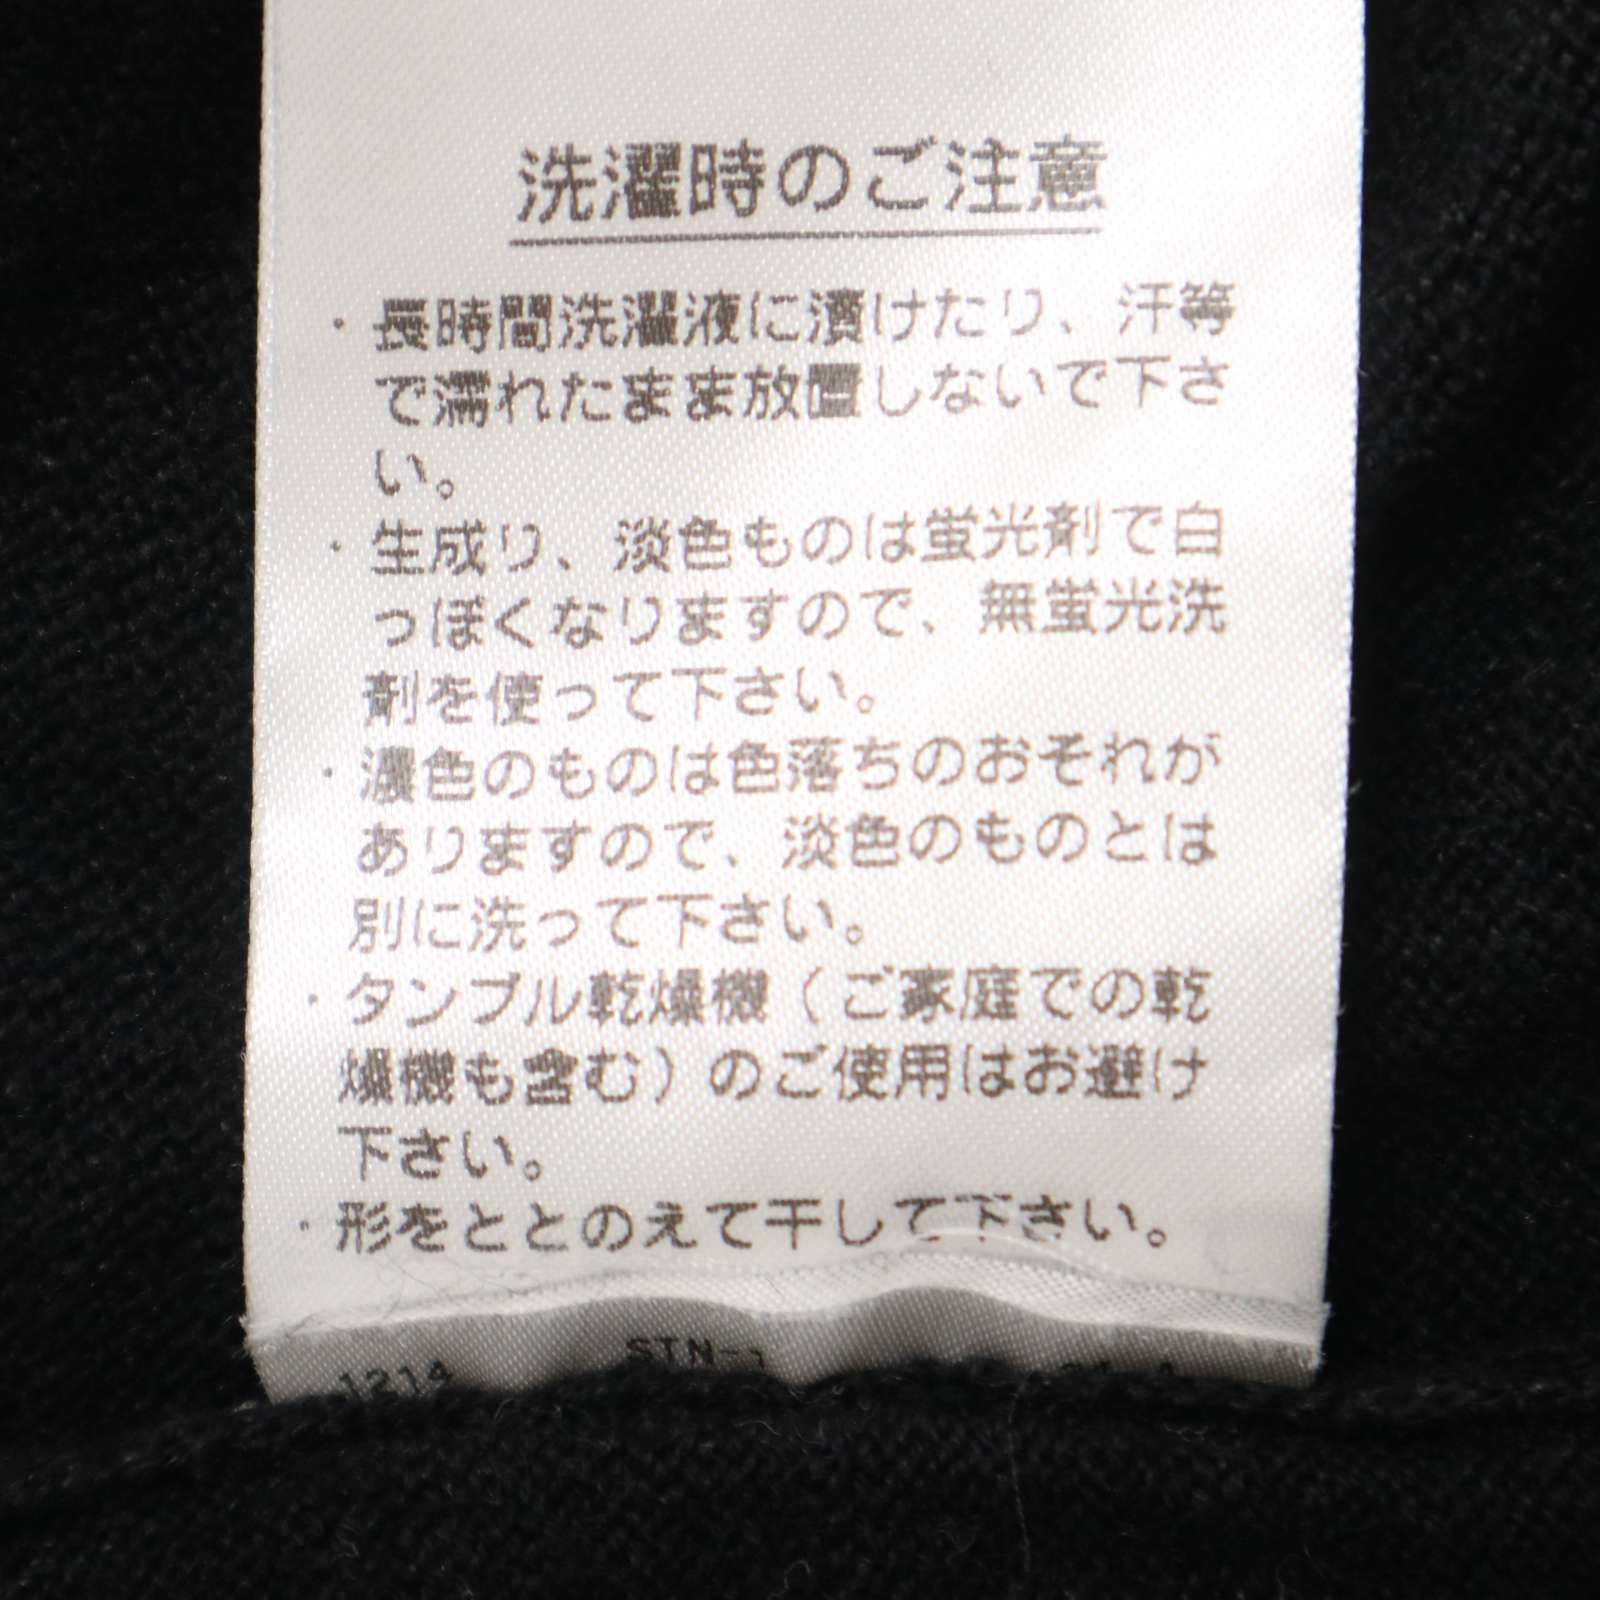 洗濯時のご注意
・長時間洗濯液に漬けたり、汗等
で濡れたまま放置しないで下さ
い。
・生成り、淡色ものは蛍光剤で白
っぽくなりますので、無蛍光洗
剤を使って下さい。
・濃色のものは色落ちのおそれが
ありますので、淡色のものとは
別に洗って下さい。
・タンブル乾燥機（ご家庭での乾
燥機も含む）のご使用はお避け
下さい。
・形をととのえて干して下さい。
1214 STN-1